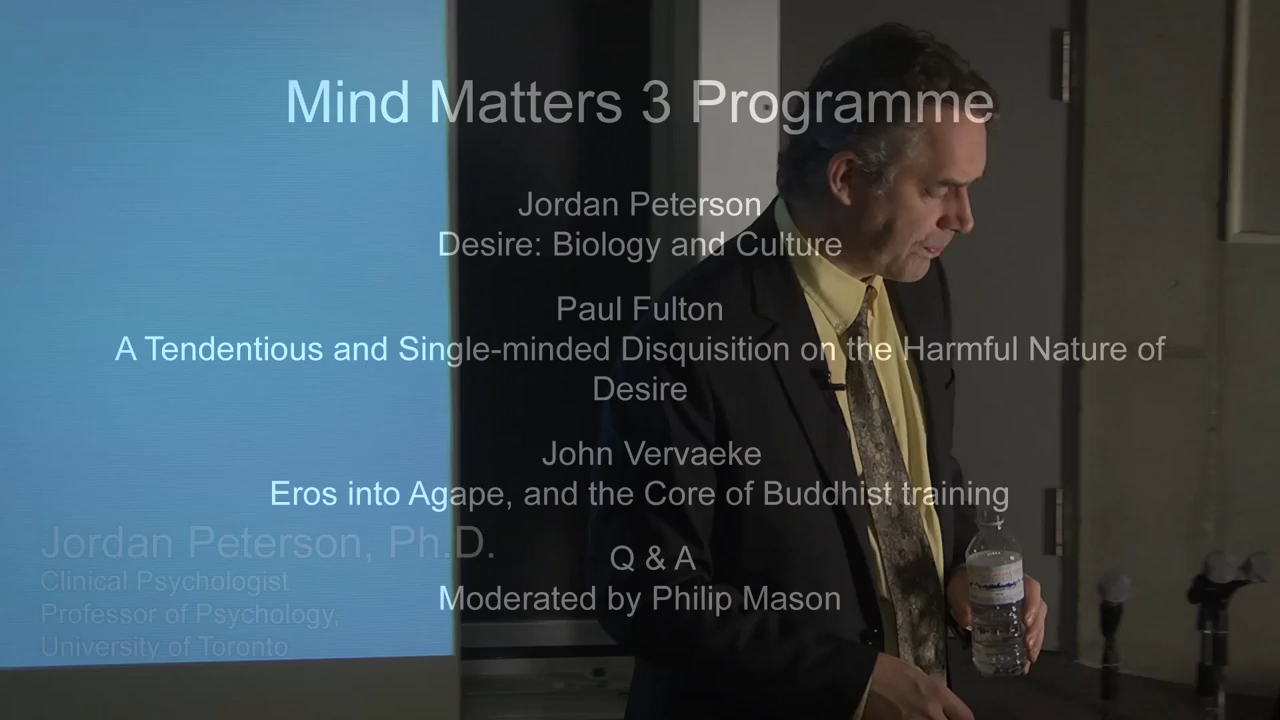 Mind Matters 3 Programme
Jordan Peterson
Desire: Biology and Culture
Paul Fulton
A Tendentious and Single-minded Disquisition on the Harmful Nature of
Desire
John Vervaeke
Eros into Agape, and the Core of Buddhist training
Q & A
Moderated by Philip Mason
Jordan Peterson, Ph.D.
Clinical Psychologist
Professor of Psychology,
University of Toronto